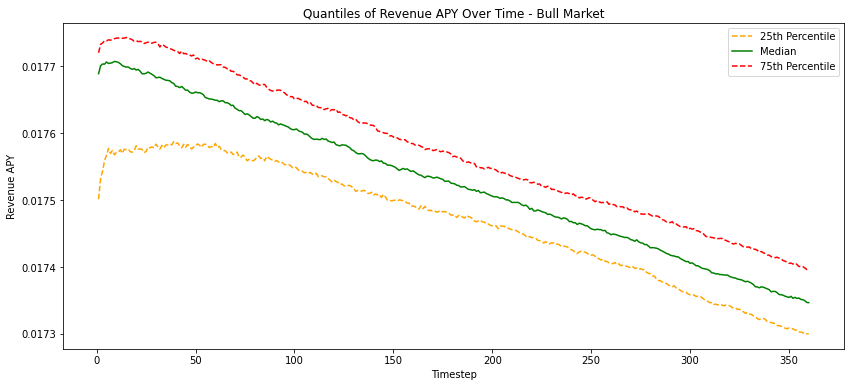 Quantiles of Revenue APY Over Time - Bull Market
25th Percentile
Median
75th Percentile
Revenue APY
0.0177
0.0176
0.0175
0.0174
0.0173
0 50 100 150 200 250 300 350
Timestep